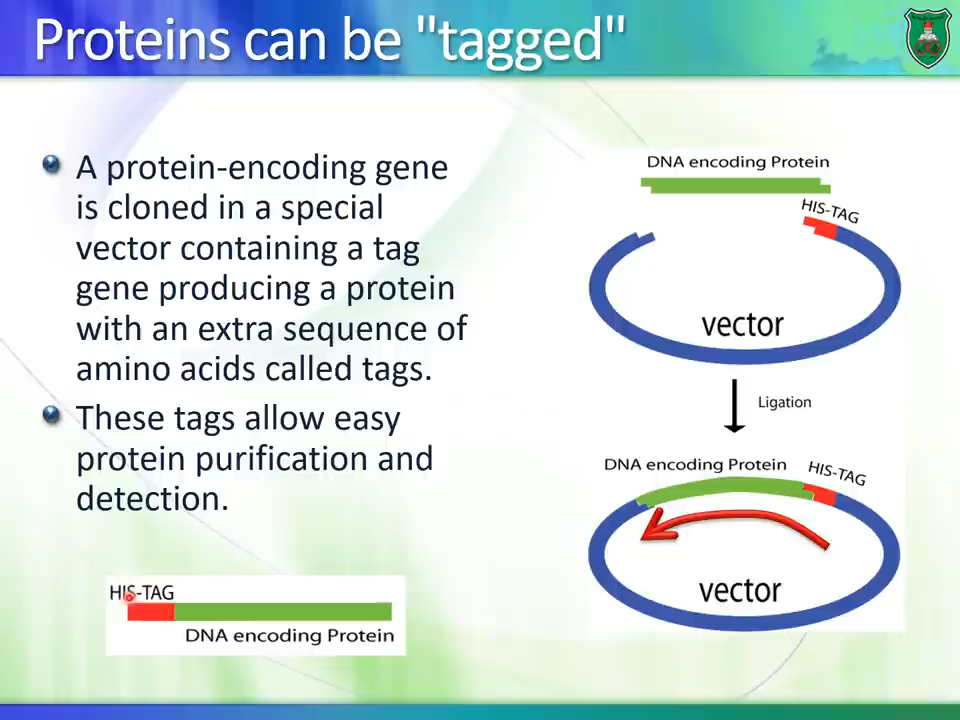 Proteins can be "tagged"
A protein-encoding gene
is cloned in a special
vector containing a tag
gene producing a protein
with an extra sequence of
amino acids called tags.
These tags allow easy
protein purification and
detection.
DNA encoding Protein
HIS-TAG
vector
Ligation
DNA encoding Protein
HIS-TAG
vector
HIS-TAG
DNA encoding Protein